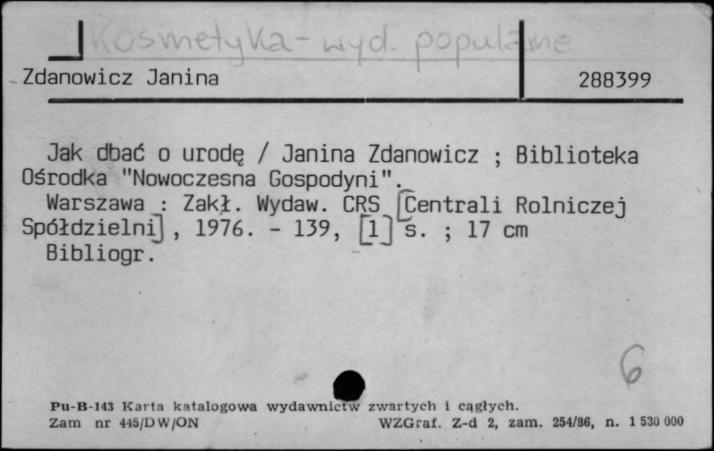 Kosmetyka - wyd. popularne
Zdanowicz Janina 288399
Jak dbać o urodę / Janina Zdanowicz ; Biblioteka
Ośrodka "Nowoczesna Gospodyni". _
Warszawa : Zakł. Wydaw. CRS [Centrali Rolniczej
Spółdzielni] , 1976. - 139, [1] s. ; 17 cm
Bibliogr.
6
Pu-B-143 Karta katalogowa wydawnictw zwartych i ciągłych.
Zam nr 445/DW/ON WZGraf. Z-d 2, zam. 254/86, n. 1 530 000